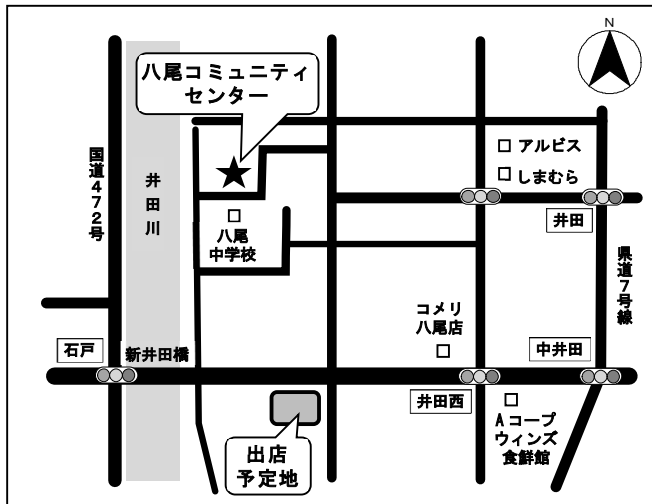 N
八尾コミュニティ
センター
国道472号
井田川
アルビス
しまむら
井田
八尾
中学校
県道7号線
コメリ
八尾店
石戸
新井田橋
中井田
井田西
Aコープ
ウィンズ
食鮮館
出店
予定地